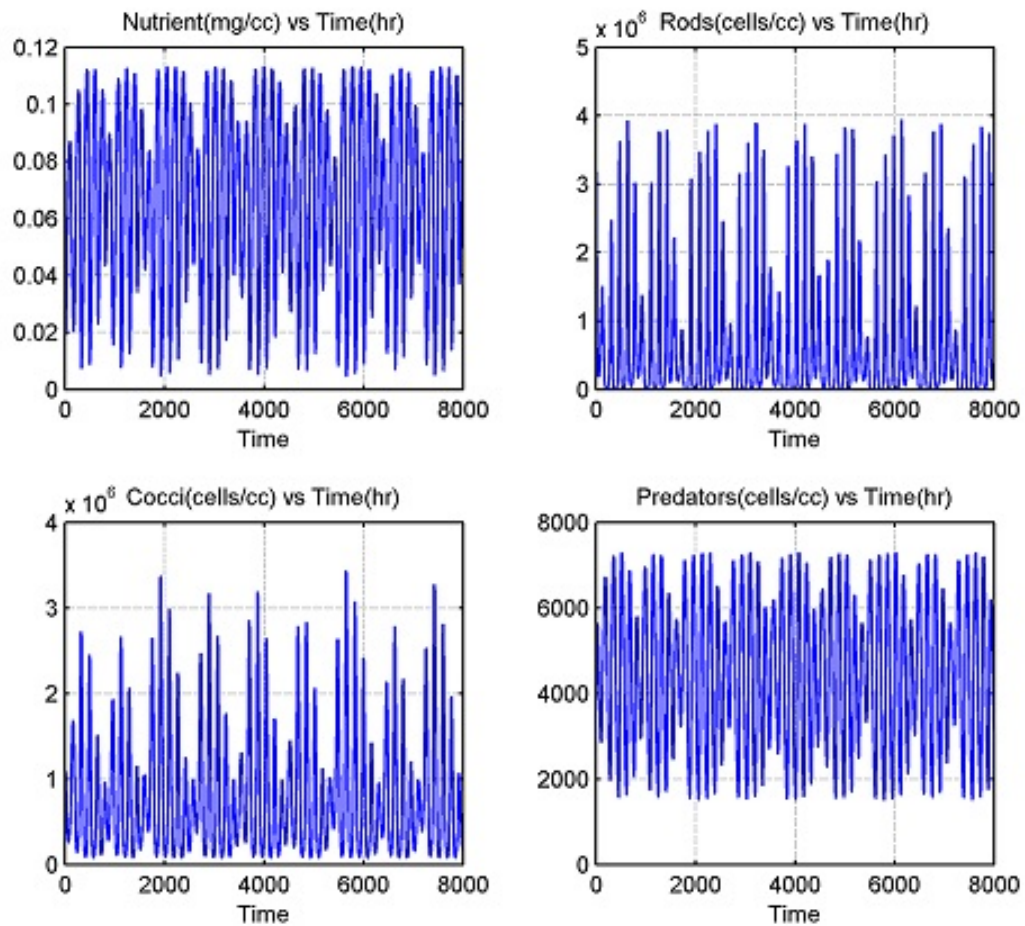 Nutrient(mg/cc) vs Time(hr)
0.12
0.1
0.08
0.06
0.04
0.02
0
0 2000 4000 6000 8000
Time
x 10^6 Rods(cells/cc) vs Time(hr)
5
4
3
2
1
0
0 2000 4000 6000 8000
Time
x 10^6 Cocci(cells/cc) vs Time(hr)
4
3
2
1
0
0 2000 4000 6000 8000
Time
Predators(cells/cc) vs Time(hr)
8000
6000
4000
2000
0
0 2000 4000 6000 8000
Time